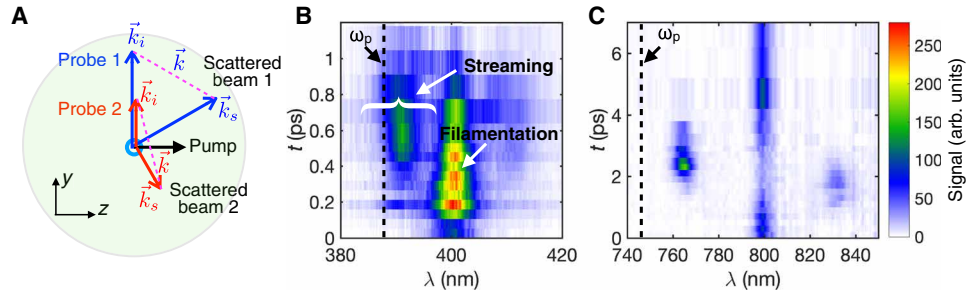 A
B
C
Probe 1
k⃗i
k⃗
Scattered
beam 1
k⃗s
Probe 2
k⃗i
Pump
k⃗
k⃗s
Scattered
beam 2
y
z
ωp
Streaming
Filamentation
t (ps)
1
0.8
0.6
0.4
0.2
0
380
400
420
λ (nm)
ωp
t (ps)
6
4
2
0
740
760
780
800
820
840
λ (nm)
250
200
150
100
50
0
Signal (arb. units)